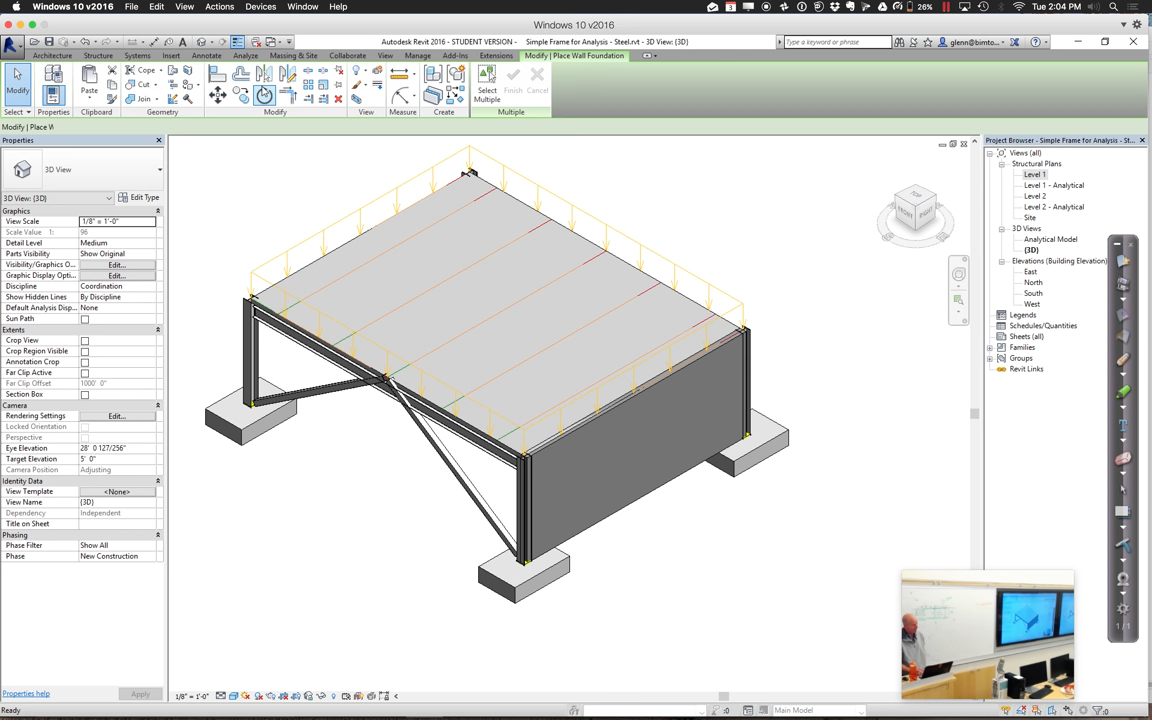 Windows 10 v2016 File Edit View Actions Devices Window Help 26% Tue 2:04 PM
Windows 10 v2016
Autodesk Revit 2016 - STUDENT VERSION - Simple Frame for Analysis - Steel.rvt - 3D View: {3D} Type a keyword or phrase glenn@bimto...
Architecture Structure Systems Insert Annotate Analyze Massing & Site Collaborate View Manage Add-Ins Extensions Modify | Place Wall Foundation
Cope
Cut
Join
Modify Paste Select Multiple Finish Cancel
Select Properties Clipboard Geometry Modify View Measure Create Multiple
Modify | Place W
Properties
3D View
3D View: {3D} Edit Type
Graphics
View Scale 1/8" = 1'-0"
Scale Value 1: 96
Detail Level Medium
Parts Visibility Show Original
Visibility/Graphics O... Edit...
Graphic Display Opti... Edit...
Discipline Coordination
Show Hidden Lines By Discipline
Default Analysis Disp... None
Sun Path
Extents
Crop View
Crop Region Visible
Annotation Crop
Far Clip Active
Far Clip Offset 1000' 0"
Section Box
Camera
Rendering Settings Edit...
Locked Orientation
Perspective
Eye Elevation 28' 0 127/256"
Target Elevation 5' 0"
Camera Position Adjusting
Identity Data
View Template <None>
View Name {3D}
Dependency Independent
Title on Sheet
Phasing
Phase Filter Show All
Phase New Construction
Properties help Apply
TOP
FRONT RIGHT
Project Browser - Simple Frame for Analysis - St...
Views (all)
Structural Plans
Level 1
Level 1 - Analytical
Level 2
Level 2 - Analytical
Site
3D Views
Analytical Model
{3D}
Elevations (Building Elevation)
East
North
South
West
Legends
Schedules/Quantities
Sheets (all)
Families
Groups
Revit Links
1/1
1/8" = 1'-0"
Ready :0 Main Model :0